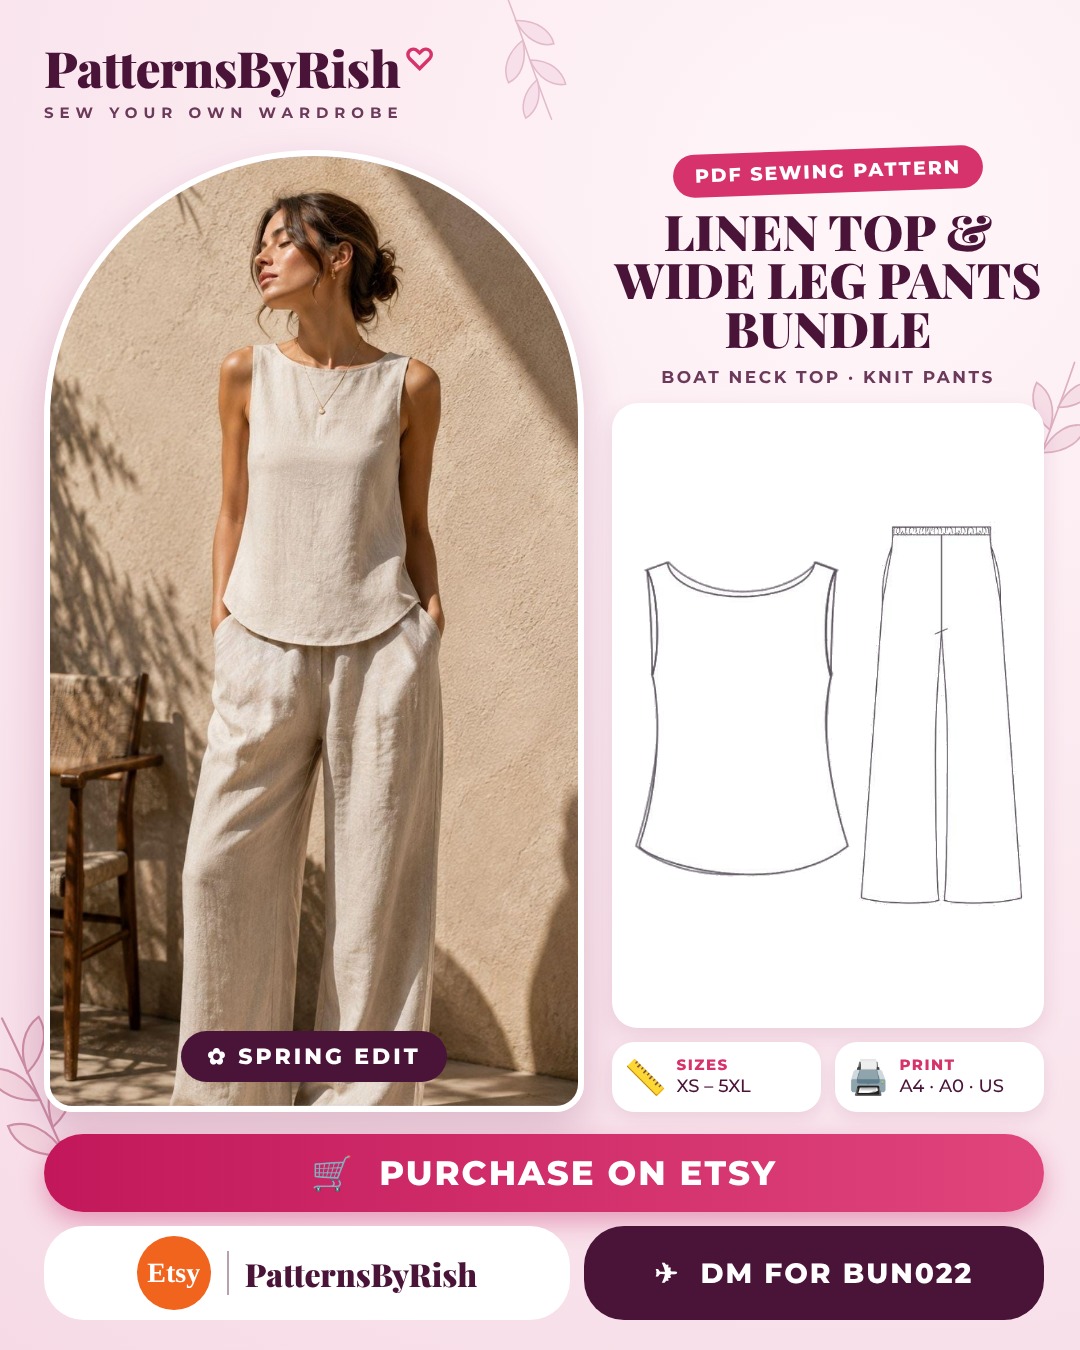 PatternsByRish
SEW YOUR OWN WARDROBE
PDF SEWING PATTERN
LINEN TOP &
WIDE LEG PANTS
BUNDLE
BOAT NECK TOP · KNIT PANTS
SPRING EDIT
SIZES
XS – 5XL
PRINT
A4 · A0 · US
PURCHASE ON ETSY
Etsy
PatternsByRish
DM FOR BUN022